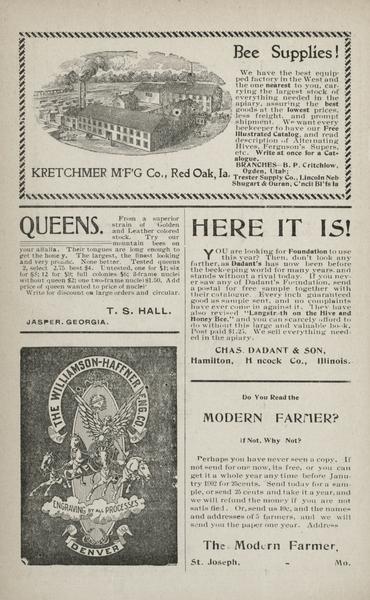 Bee Supplies!
We have the best equip-
ped factory in the West and
the one nearest to you, car-
rying the largest stock of
everything needed in the
apiary, assuring the best
goods at the lowest prices,
less freight, and prompt
shipment. We want every
beekeeper to have our Free
Illustrated Catalog, and read
description of Alternating
Hives, Ferguson's Supers,
etc. Write at once for a Cat-
alogue.
BRANCHES—B. P. Critchlow,
Ogden, Utah;
Trester Supply Co., Lincoln Neb
Shugart & Ouran, C'ncil Bl'fs Ia
KRETCHMER M'F'G Co., Red Oak, Ia.
QUEENS.
From a superior
strain of Golden
and Leather colored
stock. Try our
mountain bees on
your alfalfa. Their tongues are long enough to
get the honey. The largest, the finest looking
and very prolific. None better. Tested queens
2, select 2.75 best $4. Untested, one for $1; six
for $5; 12 for $9; full colonies $6; 3-frame nuclei
without queen $2; one two-frame nuclei $1.50. Add
price of queen wanted to price of nuclei
Write for discount on large orders and circular.
T. S. HALL.
JASPER, GEORGIA.
THE WILLIAMSON-HAFFNER ENG. CO.
ENGRAVING BY ALL PROCESSES
DENVER
HERE IT IS!
YOU are looking for Foundation to use
this year? Then, don't look any
farther, as Dadant's has now been before
the beekeeping world for many years and
stands without a rival today. If you nev-
er saw any of Dadant's Foundation, send
a postal for free sample together with
their catalogue. Every inch guaranteed
good as sample sent, and no complaints
have ever come in against it. They have
also revised "Langstroth on the Hive and
Honey Bee," and you can scarcely afford to
do without this large and valuable book.
Post paid $1.25. We sell everything need-
ed in the apiary.
CHAS. DADANT & SON,
Hamilton, H ncock Co., Illinois.
Do You Read the
MODERN FARMER?
If Not, Why Not?
Perhaps you have never seen a copy. If
not send for one now, its free, or you can
get it a whole year any time before Janu-
ary 1902 for 25cents. Send today for a sam-
ple, or send 25 cents and take it a year, and
we will refund the money if you are not
satisfied. Or, send us 10c, and the names
and addresses of 5 farmers, and we will
send you the paper one year. Address
The Modern Farmer,
St. Joseph, - Mo.